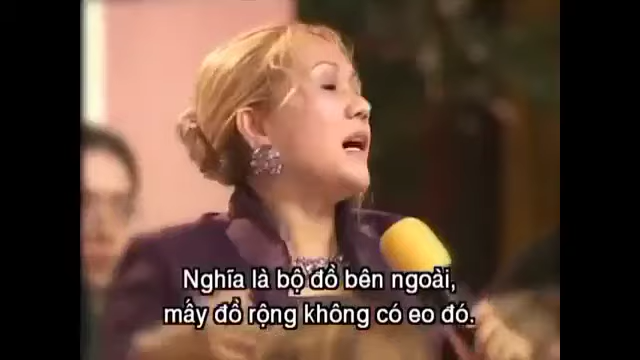 Nghĩa là bộ đồ bên ngoài,
mấy đồ rộng không có eo đó.